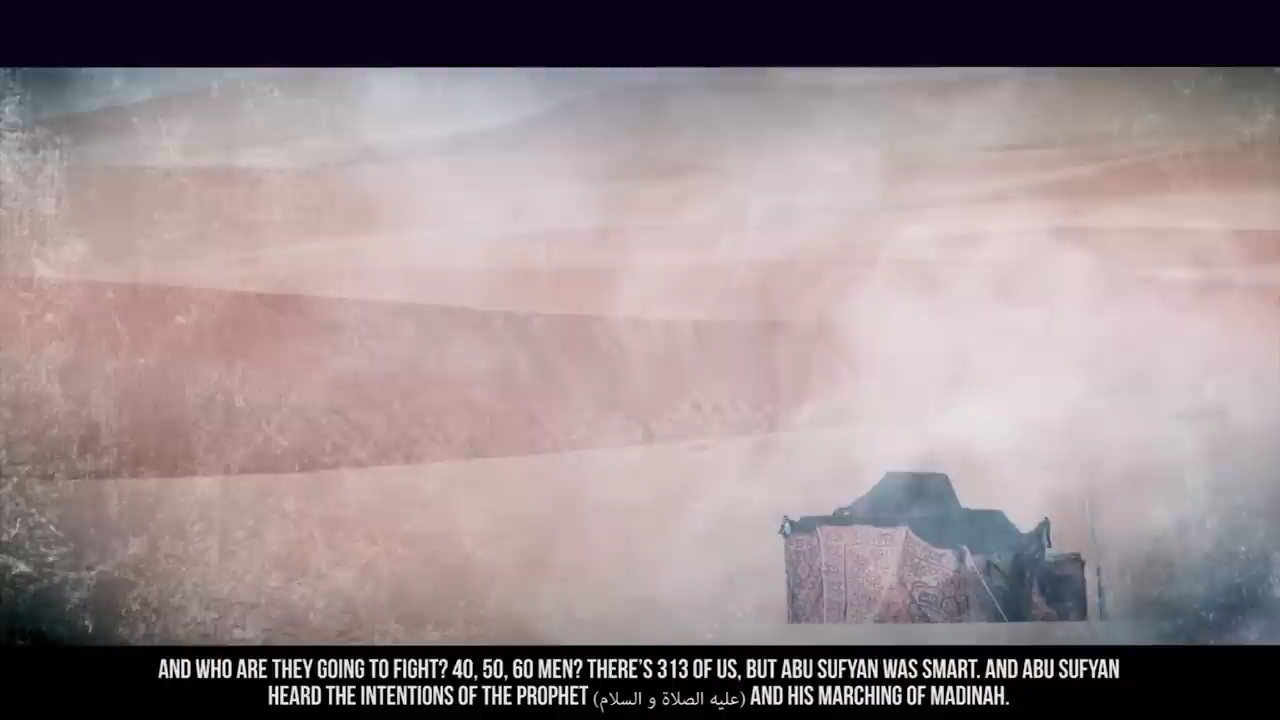 AND WHO ARE THEY GOING TO FIGHT? 40, 50, 60 MEN? THERE'S 313 OF US, BUT ABU SUFYAN WAS SMART. AND ABU SUFYAN
HEARD THE INTENTIONS OF THE PROPHET (عليه الصلاة و السلام) AND HIS MARCHING OF MADINAH.